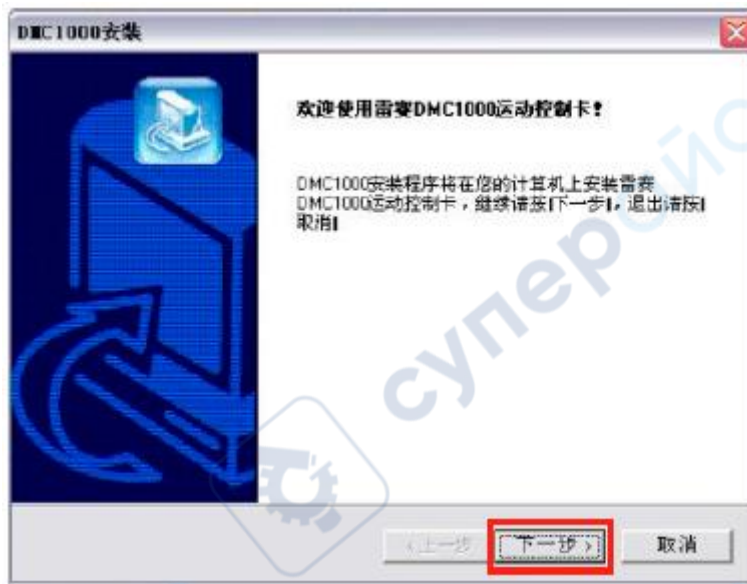 DMC1000安装
欢迎使用雷赛DMC1000运动控制卡!
DMC1000安装程序将在您的计算机上安装雷赛
DMC1000运动控制卡，继续请按[下一步]，退出请按[
取消]
<上一步
下一步>
取消
супер